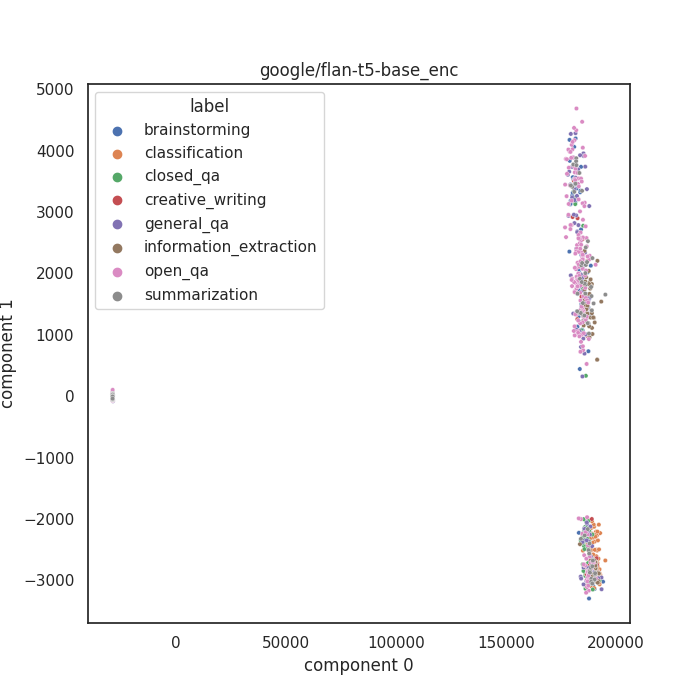 google/flan-t5-base_enc
5000
4000
3000
2000
1000
0
−1000
−2000
−3000
component 1
label
brainstorming
classification
closed_qa
creative_writing
general_qa
information_extraction
open_qa
summarization
0 50000 100000 150000 200000
component 0